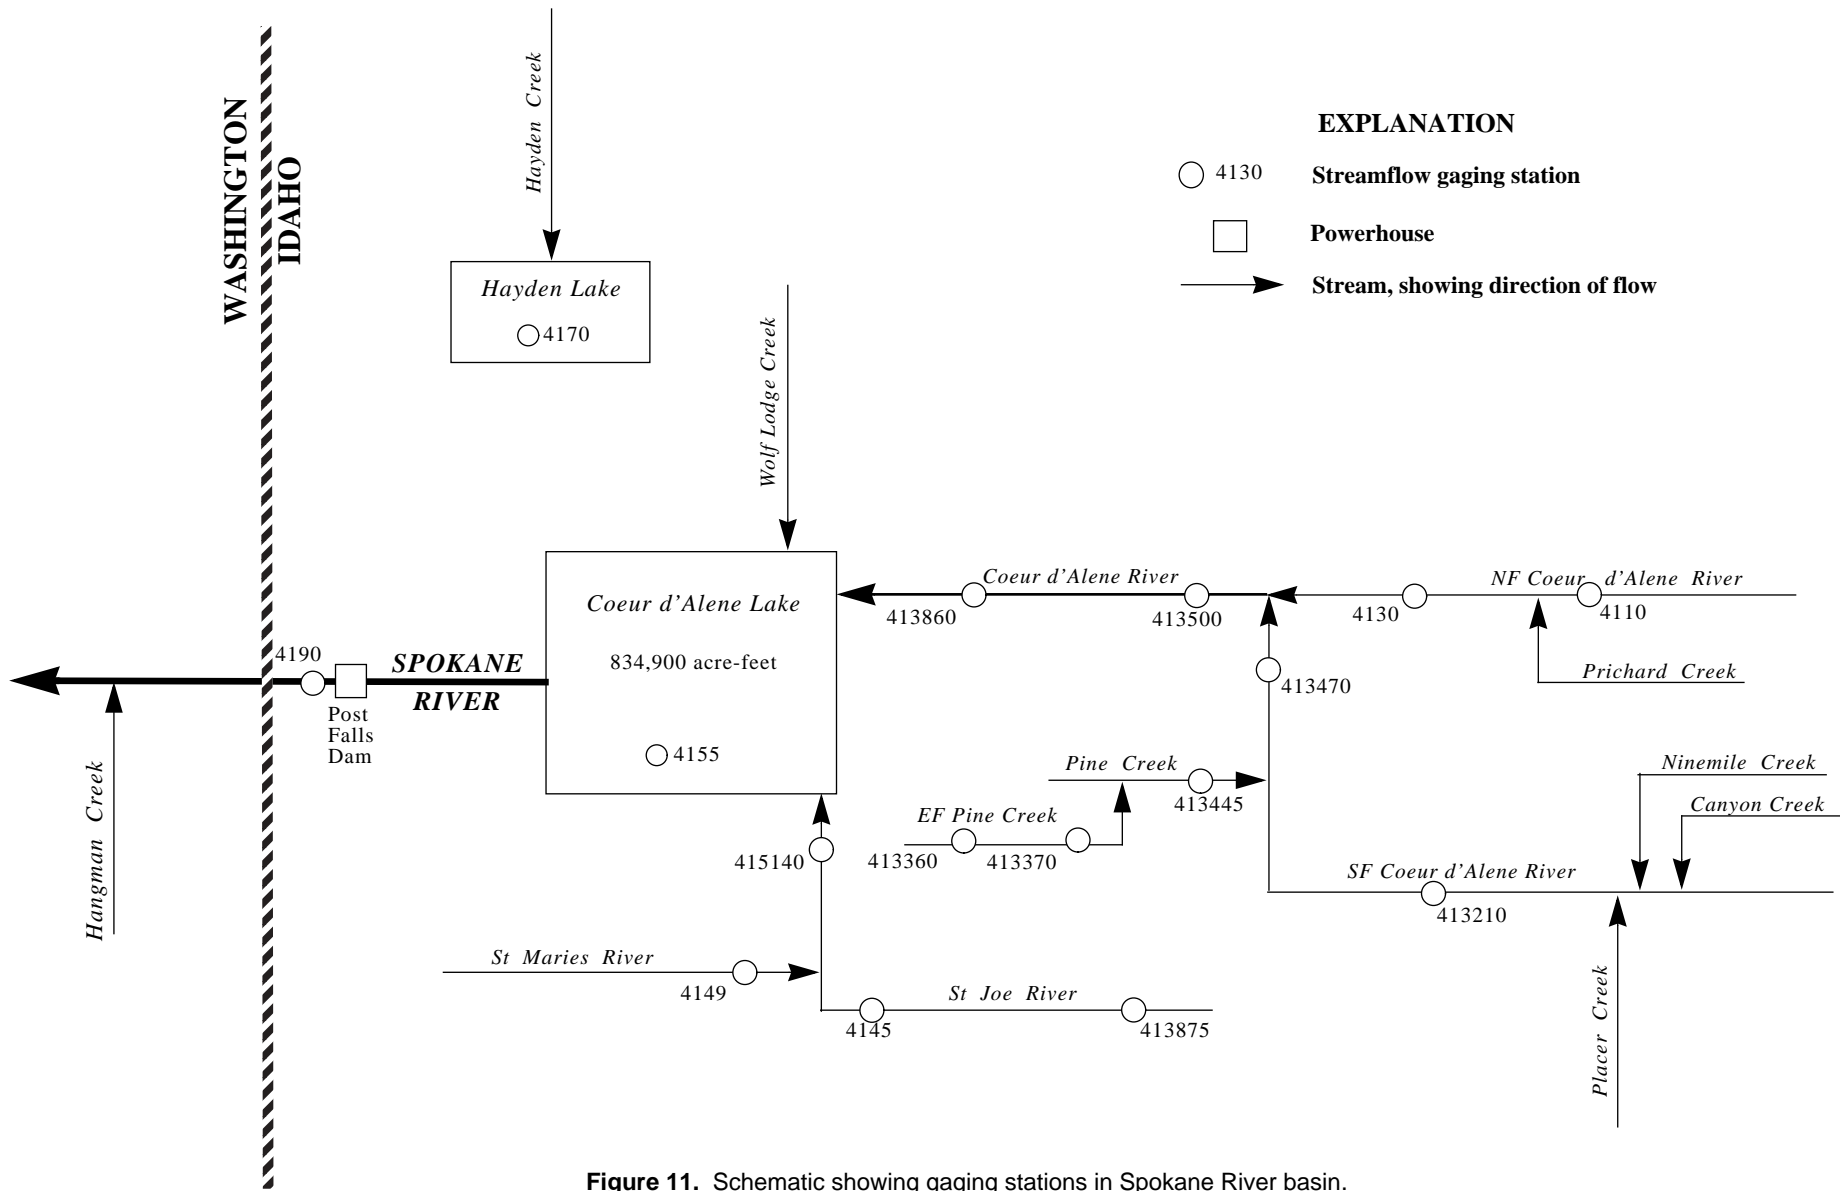 WASHINGTON
IDAHO
Hayden Creek
Hayden Lake
4170
Wolf Lodge Creek
EXPLANATION
4130 Streamflow gaging station
Powerhouse
Stream, showing direction of flow
Coeur d'Alene Lake
834,900 acre-feet
4155
4190
SPOKANE
RIVER
Post
Falls
Dam
Hangman Creek
Coeur d'Alene River
413860
413500
NF Coeur d'Alene River
4130
4110
Prichard Creek
413470
Pine Creek
413445
EF Pine Creek
413360
413370
Ninemile Creek
Canyon Creek
SF Coeur d'Alene River
413210
Placer Creek
415140
St Maries River
4149
St Joe River
4145
413875
Figure 11. Schematic showing gaging stations in Spokane River basin.